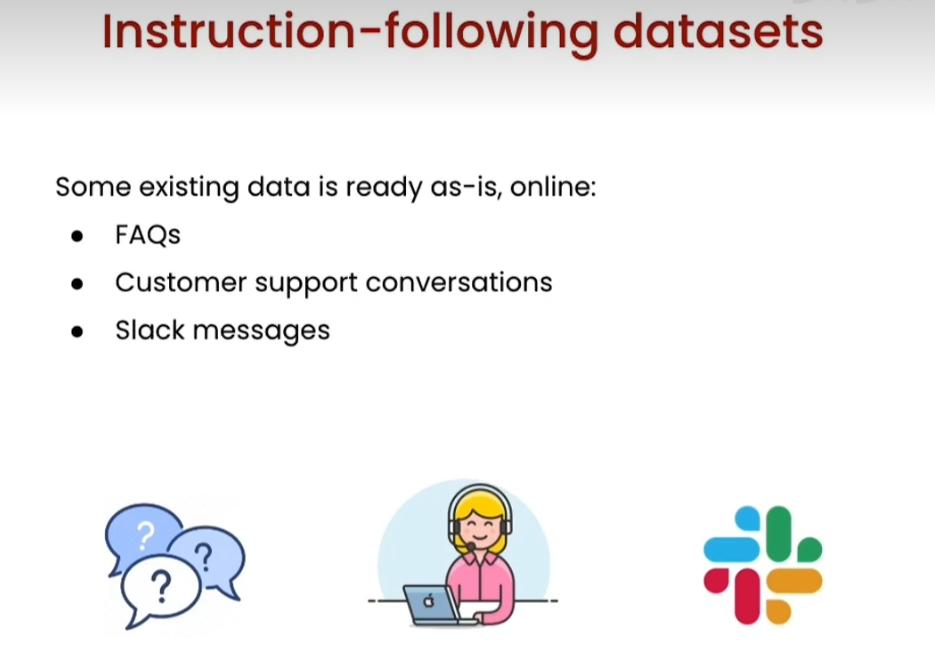 Instruction-following datasets
Some existing data is ready as-is, online:
● FAQs
● Customer support conversations
● Slack messages
? ? ?